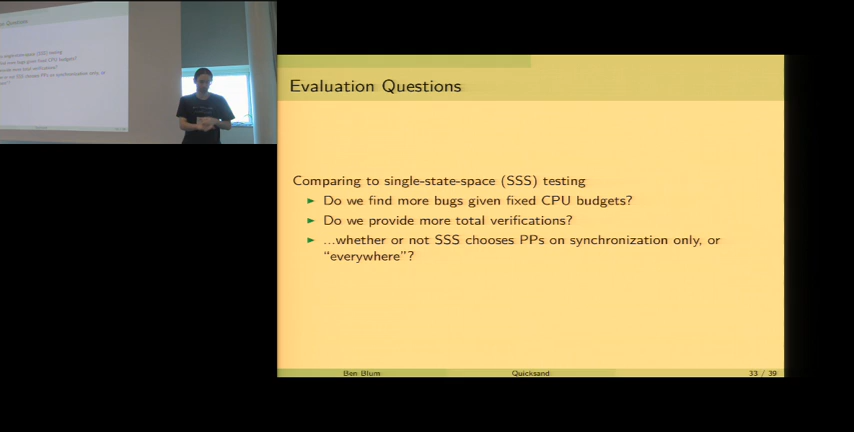 Evaluation Questions
Comparing to single-state-space (SSS) testing
► Do we find more bugs given fixed CPU budgets?
► Do we provide more total verifications?
► ...whether or not SSS chooses PPs on synchronization only, or
"everywhere"?
Ben Blum Quicksand 33 / 39